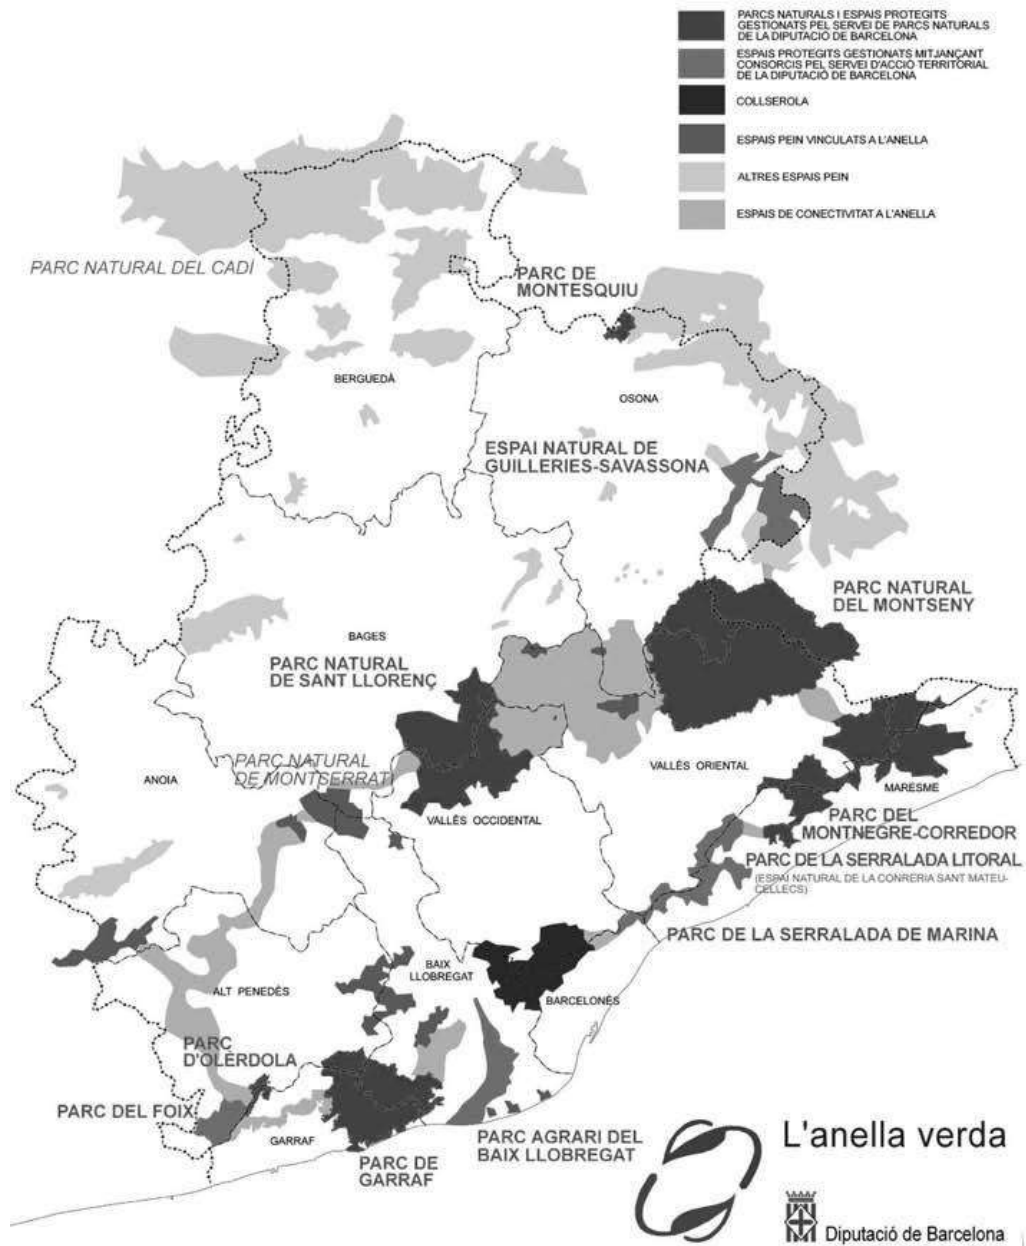 PARCS NATURALS I ESPAIS PROTEGITS
GESTIONATS PEL SERVEI DE PARCS NATURALS
DE LA DIPUTACIÓ DE BARCELONA
ESPAIS PROTEGITS GESTIONATS MITJANÇANT
CONSORCIS PEL SERVEI D'ACCIÓ TERRITORIAL
DE LA DIPUTACIÓ DE BARCELONA
COLLSEROLA
ESPAIS PEIN VINCULATS A L'ANELLA
ALTRES ESPAIS PEIN
ESPAIS DE CONECTIVITAT A L'ANELLA
PARC NATURAL DEL CADÍ
PARC DE
MONTESQUIU
BERGUEDÀ
OSONA
ESPAI NATURAL DE
GUILLERIES-SAVASSONA
PARC NATURAL
DEL MONTSENY
BAGES
PARC NATURAL
DE SANT LLORENÇ
PARC NATURAL
DE MONTSERRAT
ANOIA
VALLÈS ORIENTAL
MARESME
VALLÈS OCCIDENTAL
PARC DEL
MONTNEGRE-CORREDOR
PARC DE LA SERRALADA LITORAL
(ESPAI NATURAL DE LA CONRERIA SANT MATEU-
CELLECS)
PARC DE LA SERRALADA DE MARINA
BAIX
LLOBREGAT
ALT PENEDÈS
BARCELONÈS
PARC
D'OLÈRDOLA
PARC DEL FOIX
GARRAF
PARC DE
GARRAF
PARC AGRARI DEL
BAIX LLOBREGAT
L'anella verda
Diputació de Barcelona